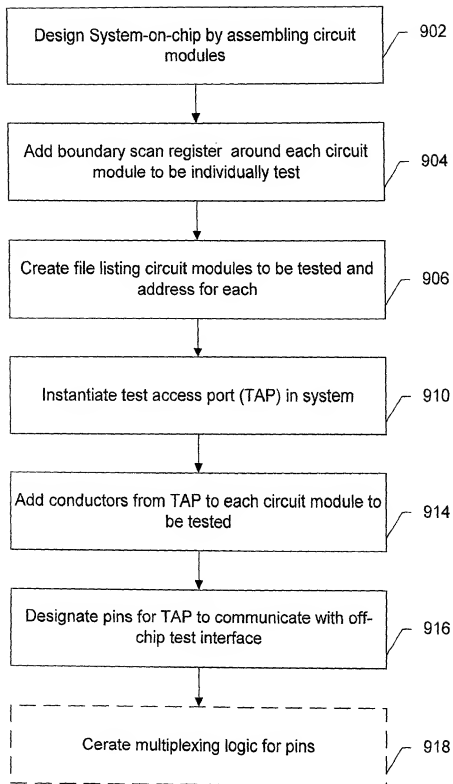 Design System-on-chip by assembling circuit
modules
902
Add boundary scan register around each circuit
module to be individually test
904
Create file listing circuit modules to be tested and
address for each
906
Instantiate test access port (TAP) in system
910
Add conductors from TAP to each circuit module to
be tested
914
Designate pins for TAP to communicate with off-
chip test interface
916
Cerate multiplexing logic for pins
918